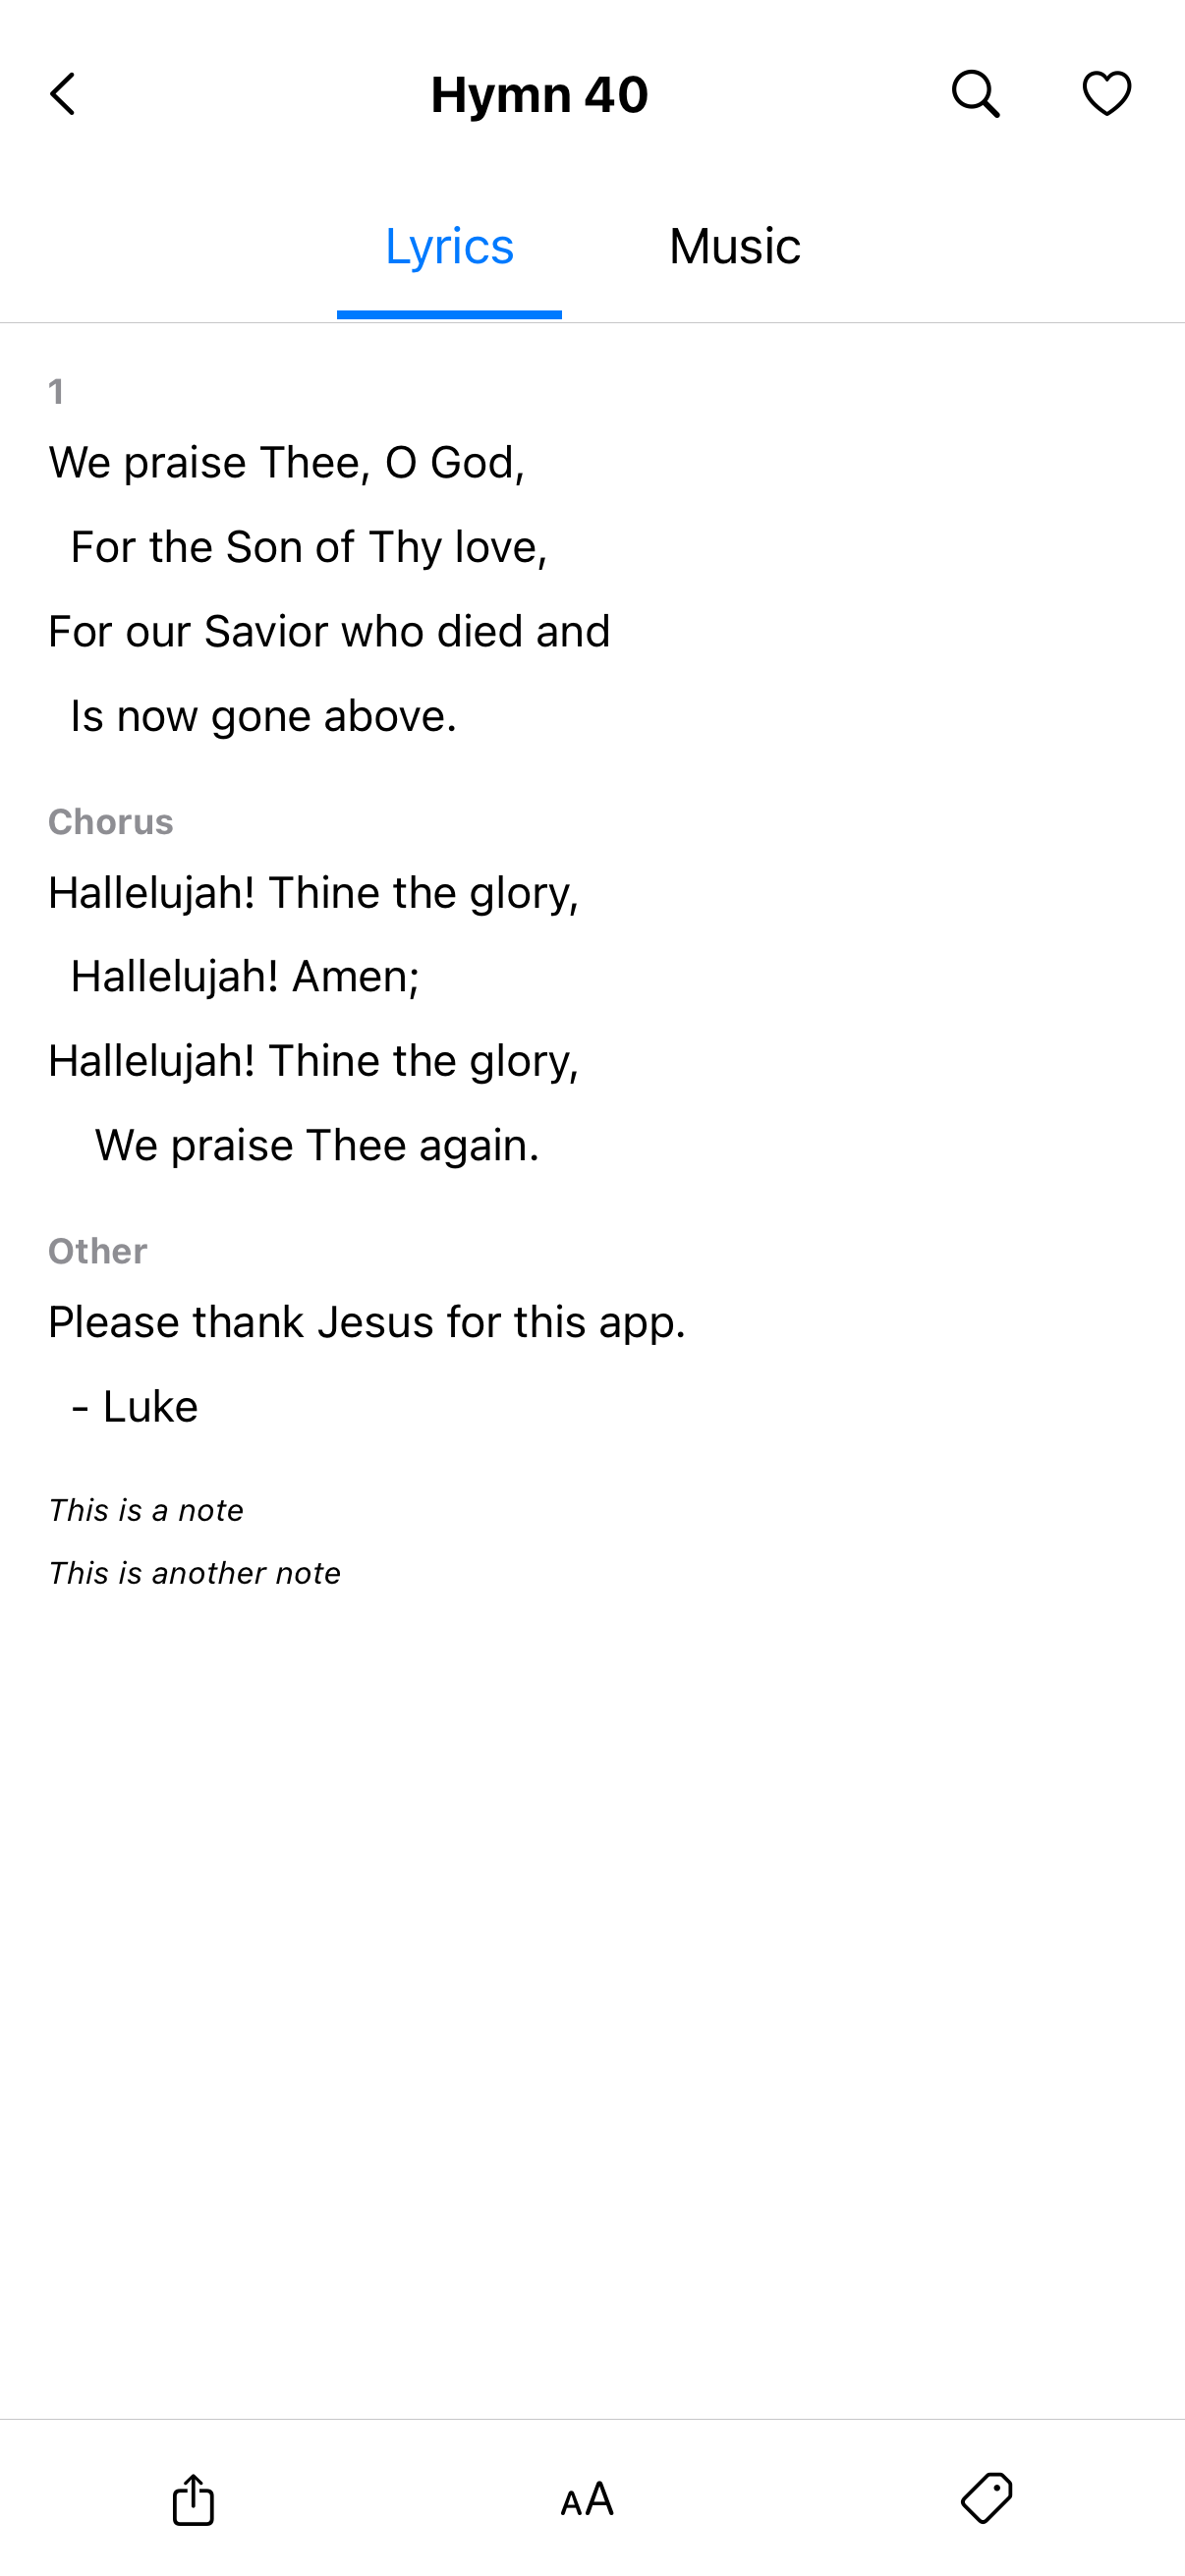 Hymn 40
Lyrics
Music
1
We praise Thee, O God,
For the Son of Thy love,
For our Savior who died and
Is now gone above.
Chorus
Hallelujah! Thine the glory,
Hallelujah! Amen;
Hallelujah! Thine the glory,
We praise Thee again.
Other
Please thank Jesus for this app.
- Luke
This is a note
This is another note
AA